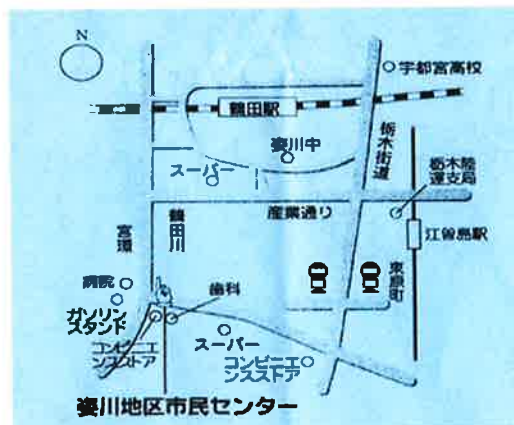 N
宇都宮高校
鶴田駅
姿川中
栃木街道
栃木陸
運支局
スーパー
産業通り
江曽島駅
宮環
鶴田川
東原町
病院
歯科
ガソリン
スタンド
コンビニエ
ンスストア
スーパー
コンビニエ
ンスストア
姿川地区市民センター